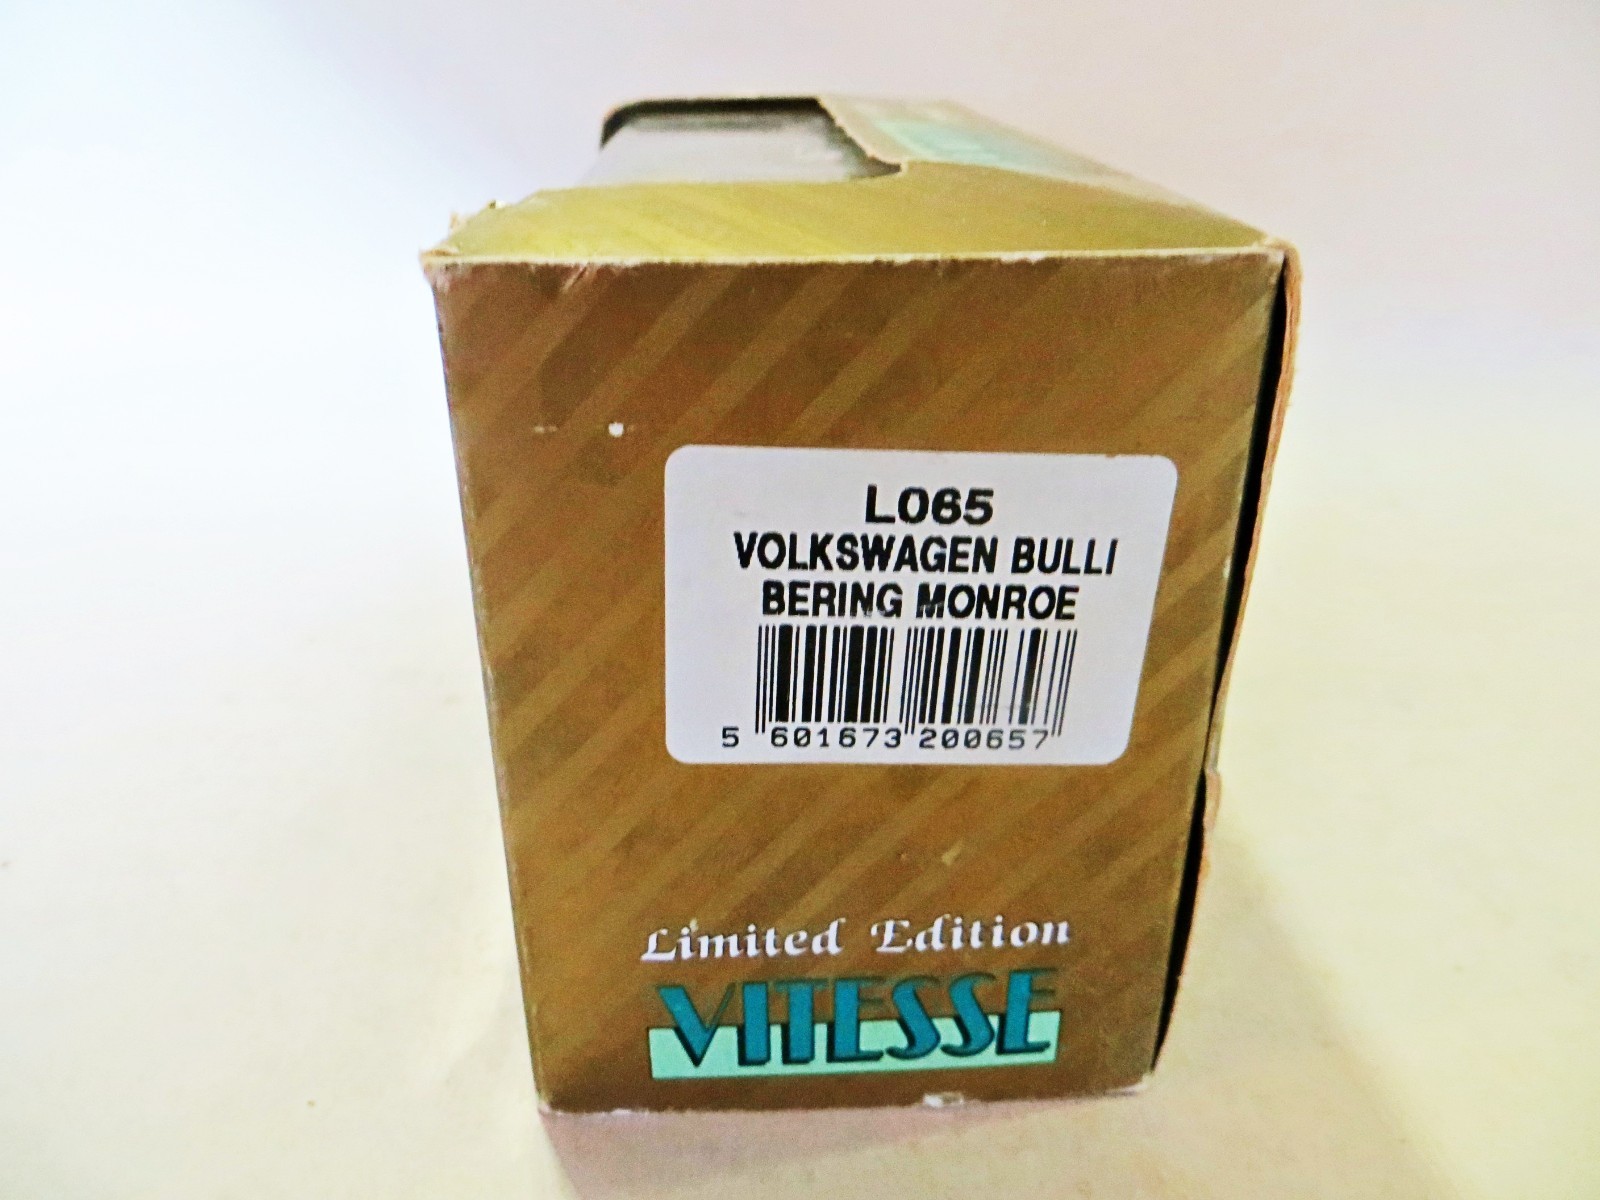 L065
VOLKSWAGEN BULLI
BERING MONROE
5 601673 200657
Limited Edition
VITESSE